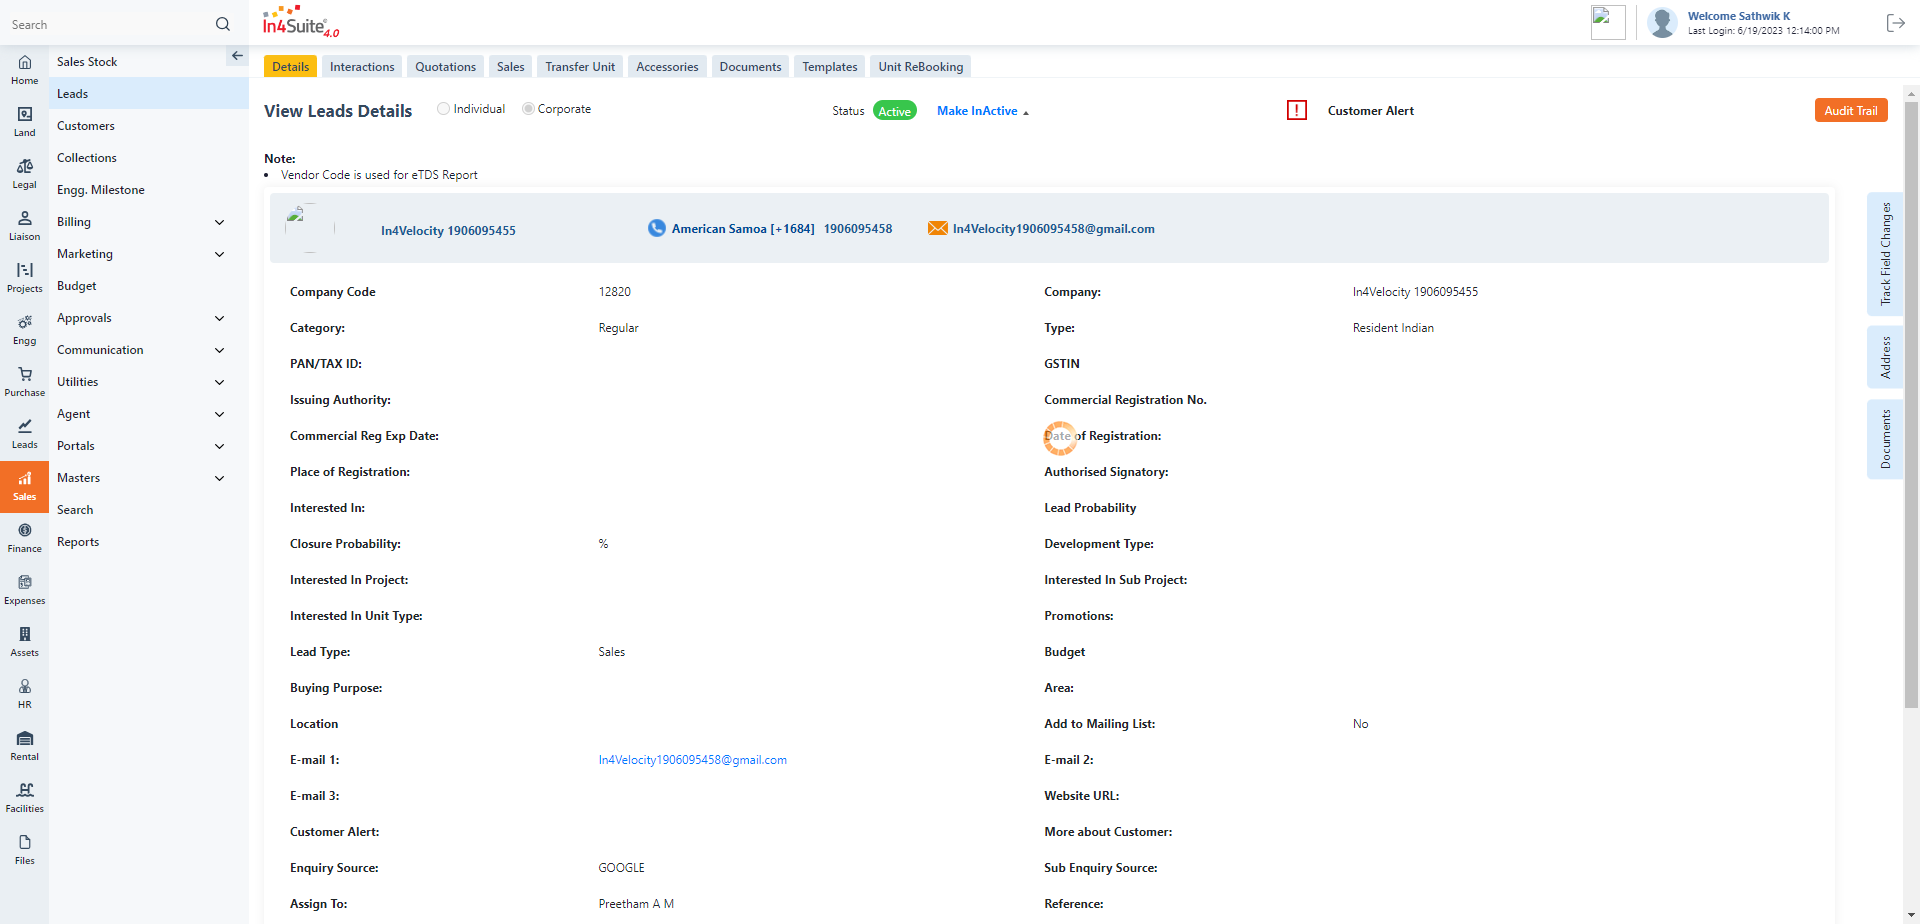 Search
In4Suite® 4.0
Welcome Sathwik K
Last Login: 6/19/2023 12:14:00 PM
Home
Land
Legal
Liaison
Projects
Engg
Purchase
Leads
Sales
Finance
Expenses
Assets
HR
Rental
Facilities
Files
Sales Stock
Leads
Customers
Collections
Engg. Milestone
Billing
Marketing
Budget
Approvals
Communication
Utilities
Agent
Portals
Masters
Search
Reports
Details Interactions Quotations Sales Transfer Unit Accessories Documents Templates Unit ReBooking
View Leads Details Individual Corporate Status Active Make InActive Customer Alert Audit Trail
Note:
• Vendor Code is used for eTDS Report
In4Velocity 1906095455 American Samoa [+1684] 1906095458 In4Velocity1906095458@gmail.com
Company Code 12820 Company: In4Velocity 1906095455
Category: Regular Type: Resident Indian
PAN/TAX ID: GSTIN
Issuing Authority: Commercial Registration No.
Commercial Reg Exp Date: Date of Registration:
Place of Registration: Authorised Signatory:
Interested In: Lead Probability
Closure Probability: % Development Type:
Interested In Project: Interested In Sub Project:
Interested In Unit Type: Promotions:
Lead Type: Sales Budget
Buying Purpose: Area:
Location Add to Mailing List: No
E-mail 1: In4Velocity1906095458@gmail.com E-mail 2:
E-mail 3: Website URL:
Customer Alert: More about Customer:
Enquiry Source: GOOGLE Sub Enquiry Source:
Assign To: Preetham A M Reference:
Track Field Changes
Address
Documents